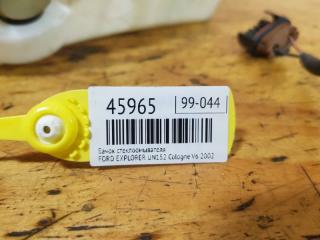 45965 99-044
Бачок стеклоомывателя
FORD EXPLORER UN152 Cologne V6 2002